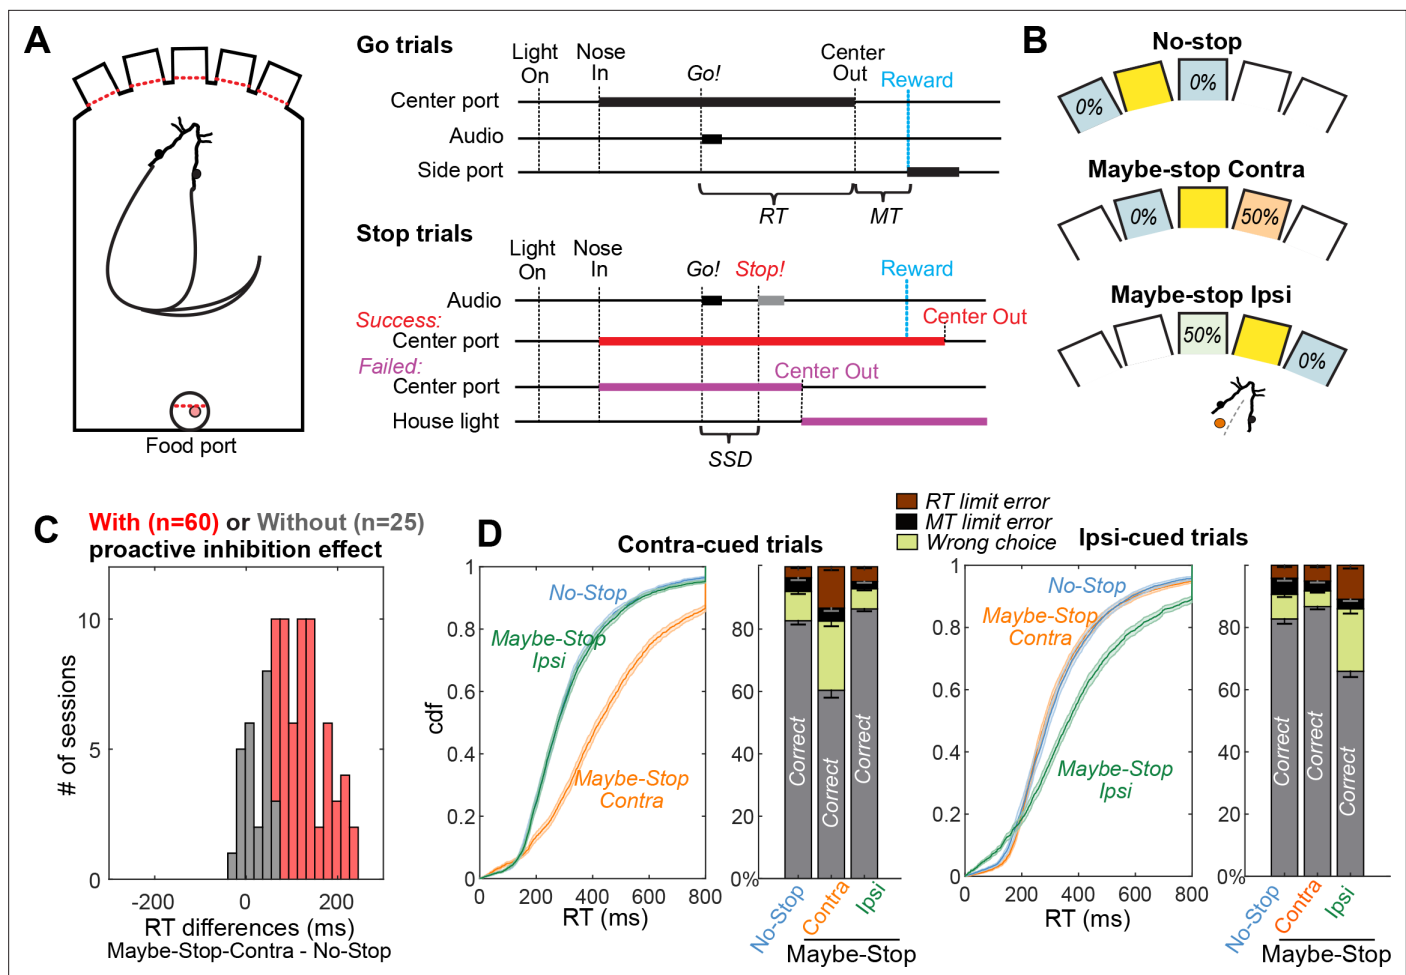 A
Go trials
Light On
Nose In
Go!
Center Out
Reward
Center port
Audio
Side port
RT
MT
Stop trials
Light On
Nose In
Go!
Stop!
Reward
Audio
Center Out
Success:
Center port
Failed:
Center Out
Center port
House light
SSD
Food port
B
No-stop
0%
0%
Maybe-stop Contra
0%
50%
Maybe-stop Ipsi
50%
0%
C
With (n=60) or Without (n=25)
proactive inhibition effect
# of sessions
10
5
0
-200
0
200
RT differences (ms)
Maybe-Stop-Contra - No-Stop
D
RT limit error
MT limit error
Wrong choice
Contra-cued trials
cdf
1
0.8
0.6
0.4
0.2
0
0
200
400
600
800
RT (ms)
No-Stop
Maybe-Stop
Ipsi
Maybe-Stop
Contra
80
60
40
20
0%
Correct
Correct
Correct
No-Stop
Contra
Ipsi
Maybe-Stop
Ipsi-cued trials
1
0.8
0.6
0.4
0.2
0
0
200
400
600
800
RT (ms)
No-Stop
Maybe-Stop
Contra
Maybe-Stop
Ipsi
80
60
40
20
0%
Correct
Correct
Correct
No-Stop
Contra
Ipsi
Maybe-Stop